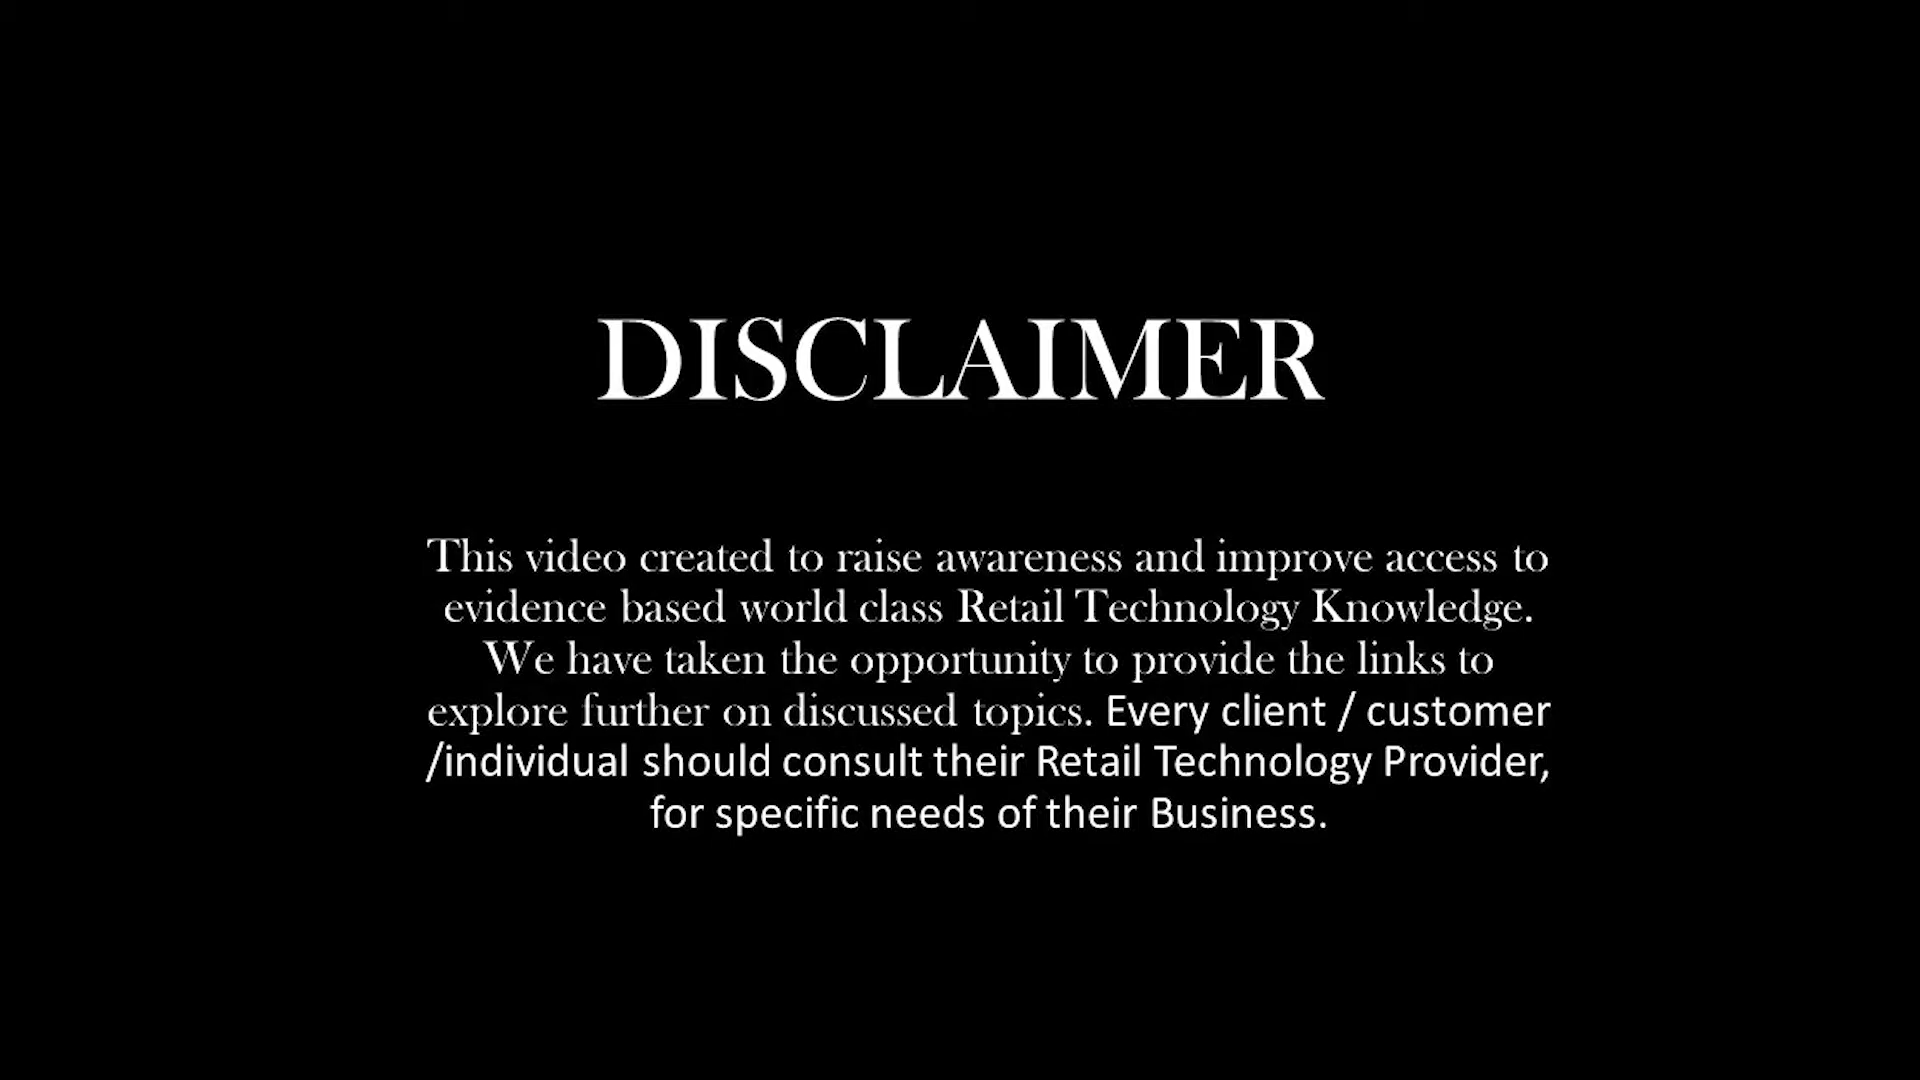 DISCLAIMER
This video created to raise awareness and improve access to
evidence based world class Retail Technology Knowledge.
We have taken the opportunity to provide the links to
explore further on discussed topics. Every client / customer
/individual should consult their Retail Technology Provider,
for specific needs of their Business.